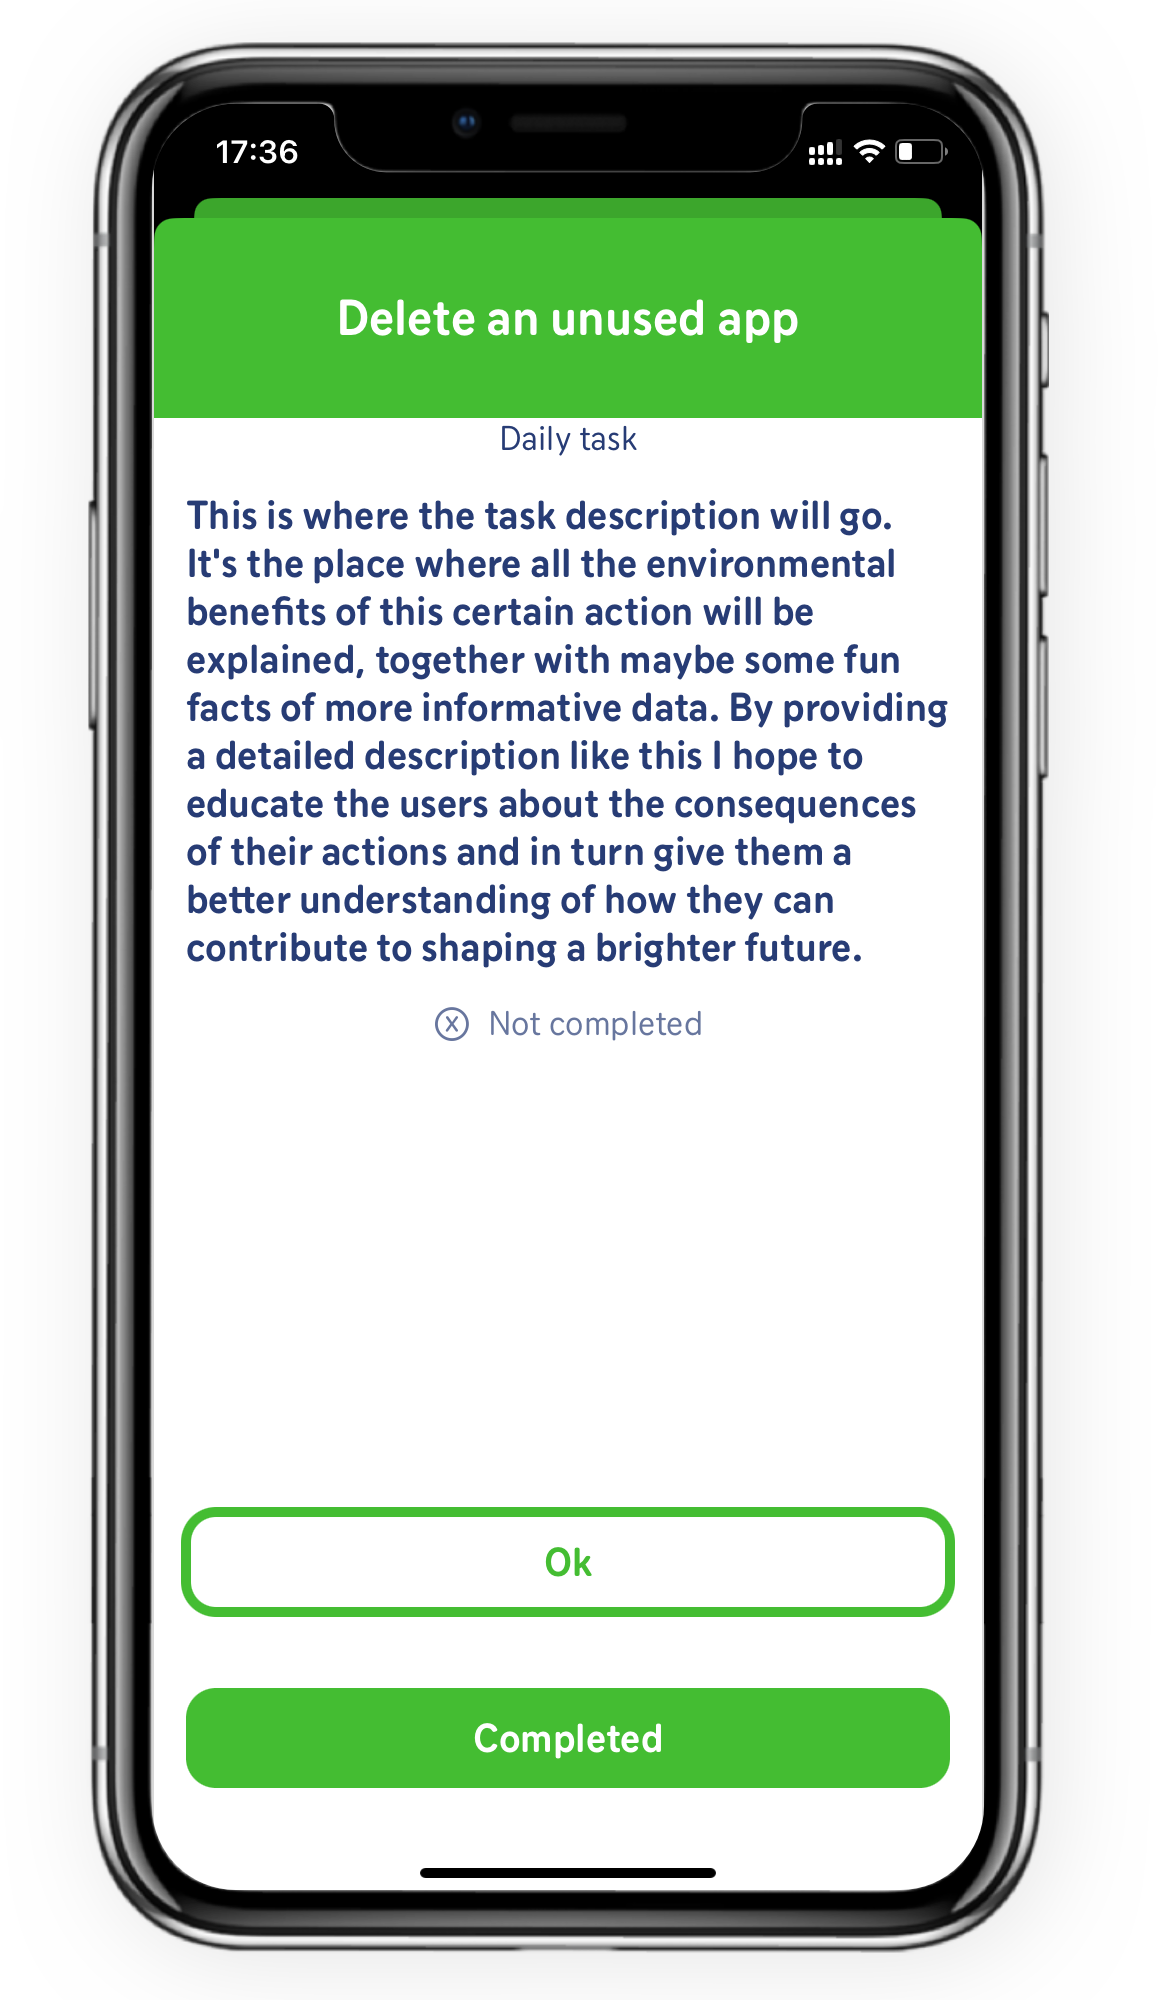 17:36
Delete an unused app
Daily task
This is where the task description will go.
It's the place where all the environmental
benefits of this certain action will be
explained, together with maybe some fun
facts of more informative data. By providing
a detailed description like this I hope to
educate the users about the consequences
of their actions and in turn give them a
better understanding of how they can
contribute to shaping a brighter future.
Not completed
Ok
Completed